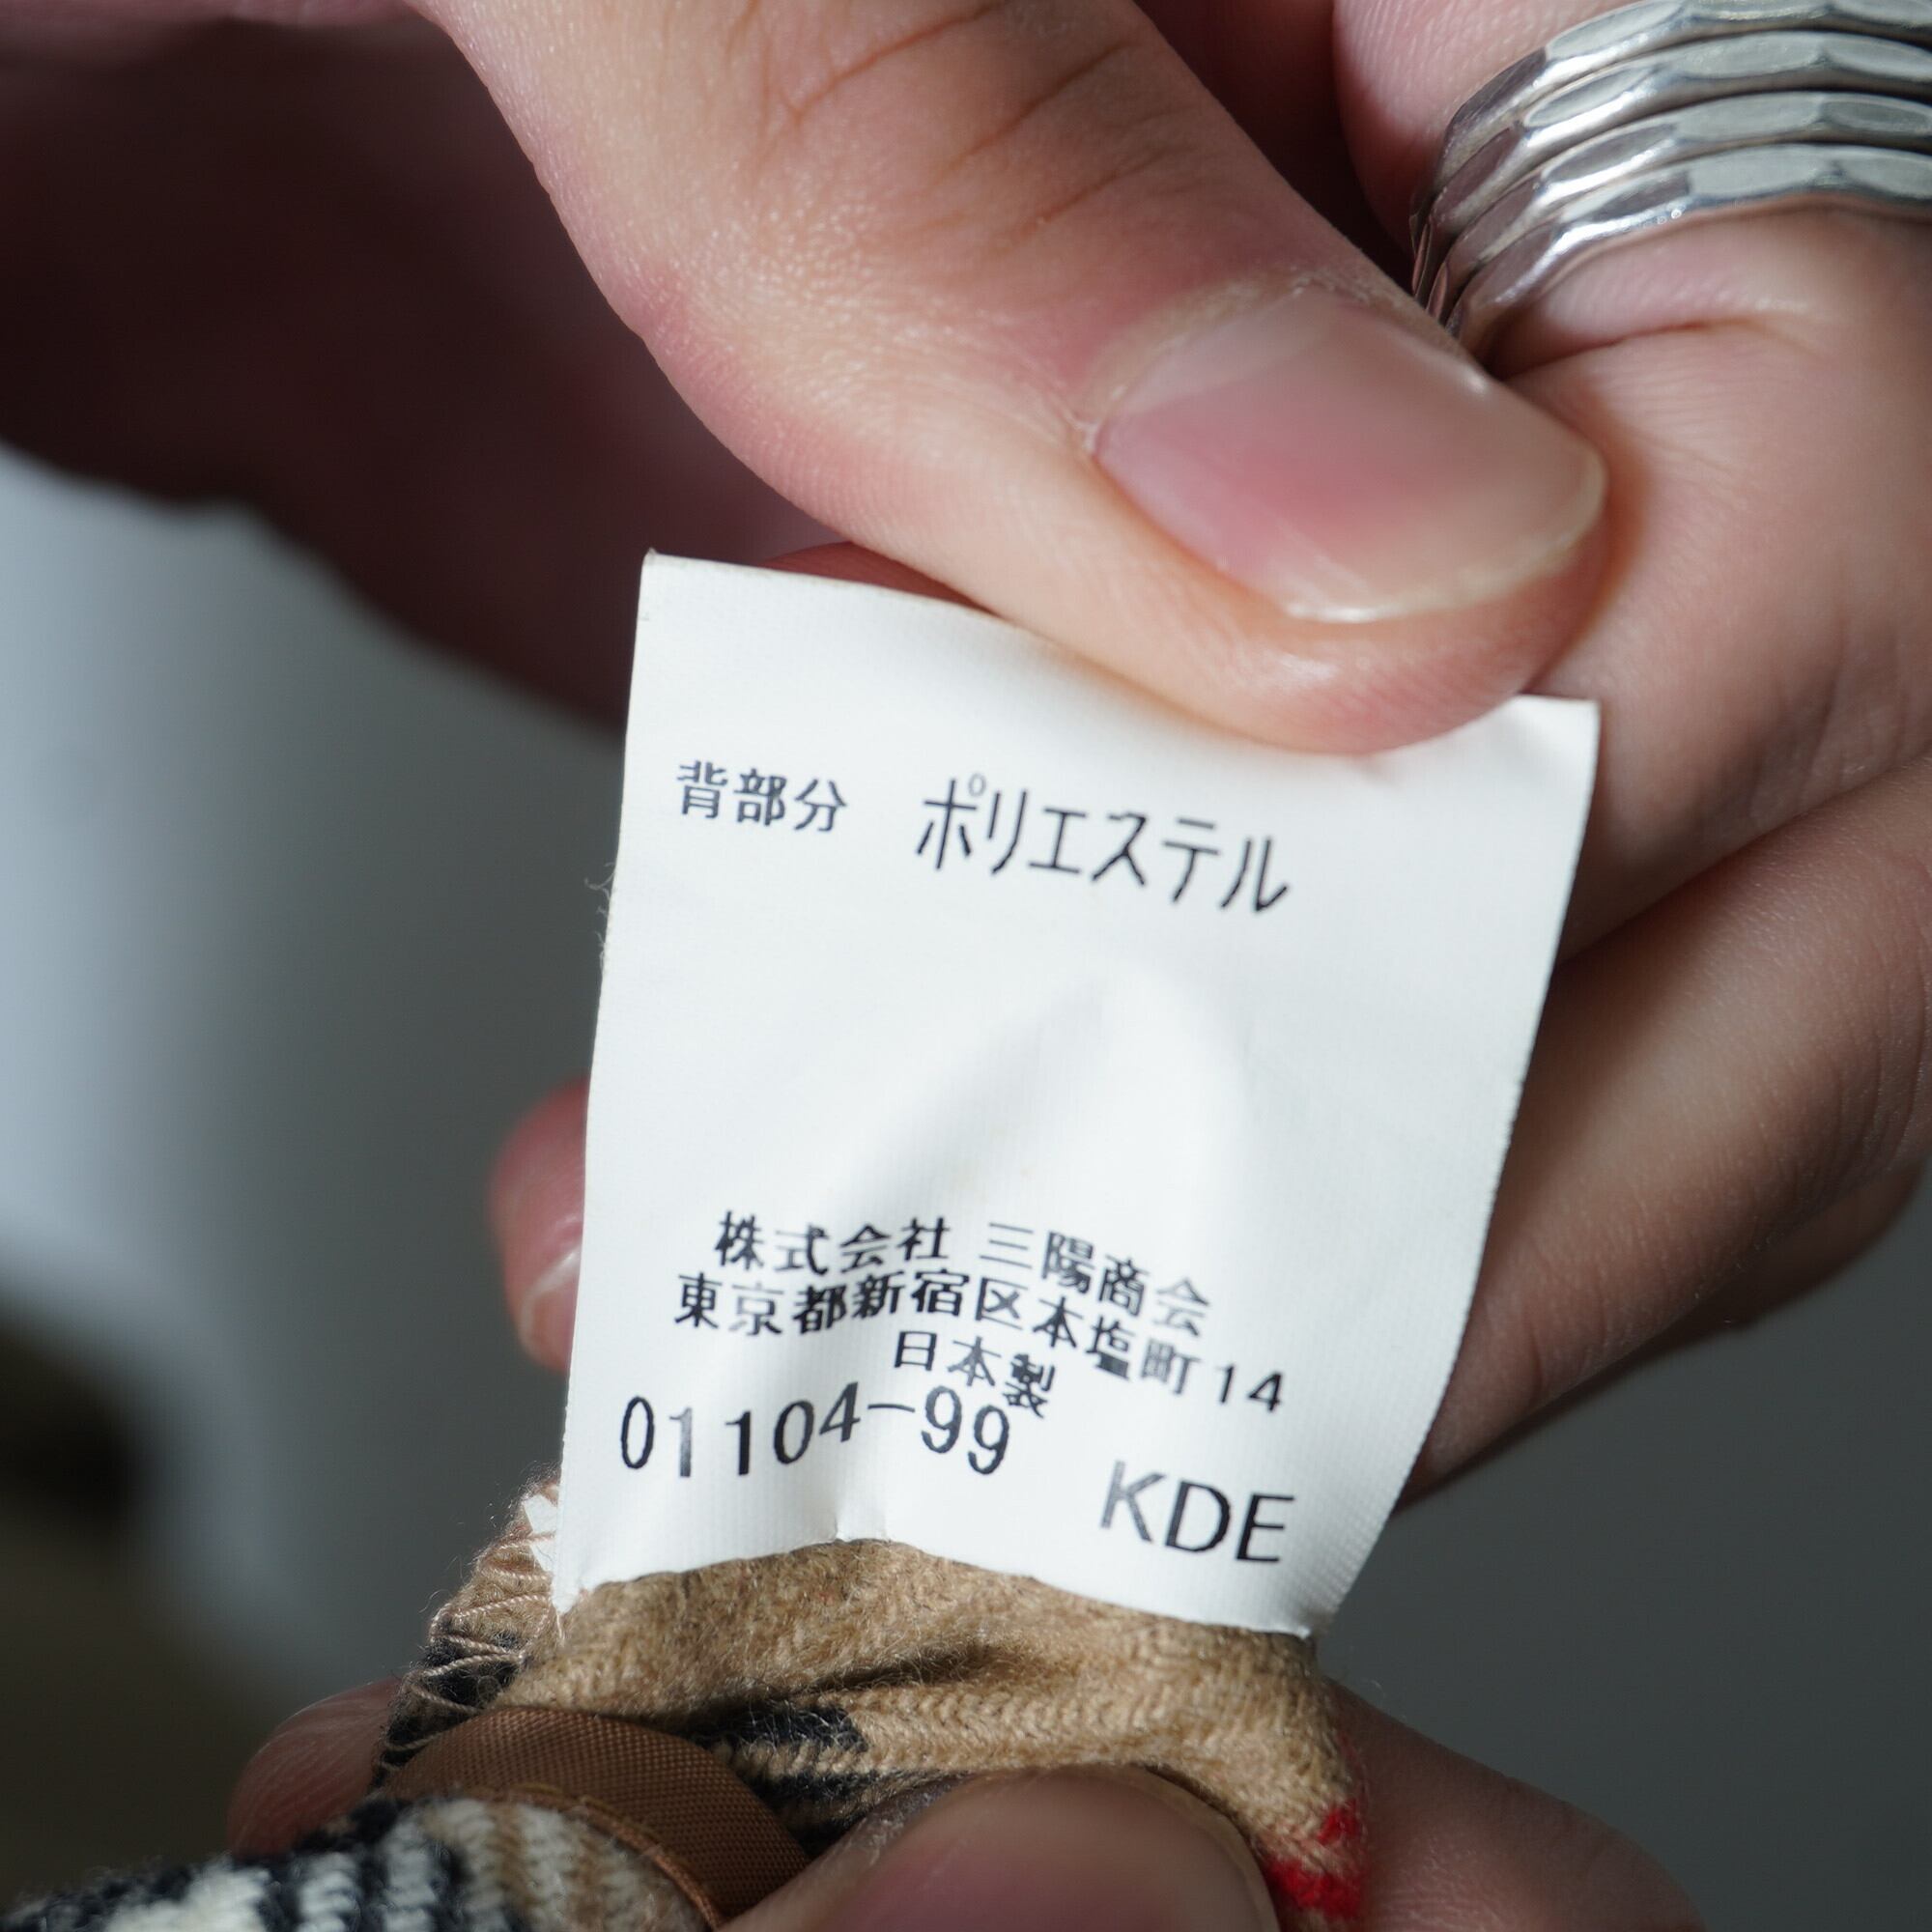 背部分　ポリエステル
株式会社 三陽商会
東京都新宿区本塩町14
日本製
01104-99
KDE